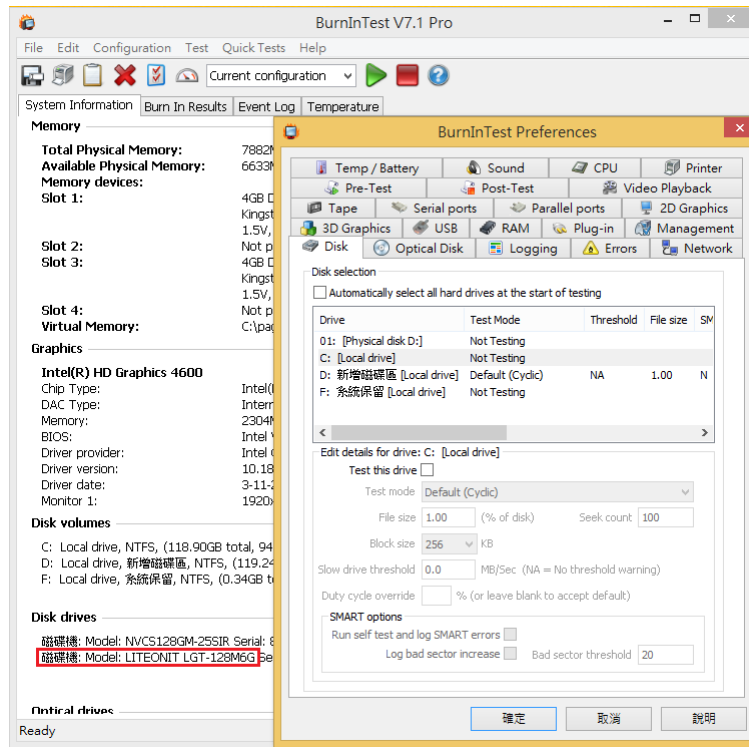 BurnInTest V7.1 Pro
File Edit Configuration Test Quick Tests Help
Current configuration
System Information Burn In Results Event Log Temperature
Memory
Total Physical Memory: 7882
Available Physical Memory: 6633
Memory devices:
Slot 1: 4GB
Kingst
1.5V,
Slot 2: Not p
Slot 3: 4GB
Kingst
1.5V,
Slot 4: Not p
Virtual Memory: C:\pag
Graphics
Intel(R) HD Graphics 4600
Chip Type: Intel(
DAC Type: Intern
Memory: 2304
BIOS: Intel
Driver provider: Intel
Driver version: 10.18
Driver date: 3-11-
Monitor 1: 1920x
Disk volumes
C: Local drive, NTFS, (118.90GB total, 94
D: Local drive, 新增磁碟區, NTFS, (119.24
F: Local drive, 系統保留, NTFS, (0.34GB t
Disk drives
磁碟機: Model: NVCS128GM-25SIR Serial: 8
磁碟機: Model: LITEONIT LGT-128M6G Se
Optical drives
Ready
BurnInTest Preferences
Temp / Battery Sound CPU Printer
Pre-Test Post-Test Video Playback
Tape Serial ports Parallel ports 2D Graphics
3D Graphics USB RAM Plug-in Management
Disk Optical Disk Logging Errors Network
Disk selection
Automatically select all hard drives at the start of testing
Drive Test Mode Threshold File size SM
01: [Physical disk D:] Not Testing
C: [Local drive] Not Testing
D: 新增磁碟區 [Local drive] Default (Cyclic) NA 1.00 N
F: 系統保留 [Local drive] Not Testing
Edit details for drive: C: [Local drive]
Test this drive
Test mode Default (Cyclic)
File size 1.00 (% of disk) Seek count 100
Block size 256 KB
Slow drive threshold 0.0 MB/Sec (NA = No threshold warning)
Duty cycle override % (or leave blank to accept default)
SMART options
Run self test and log SMART errors
Log bad sector increase Bad sector threshold 20
確定 取消 說明